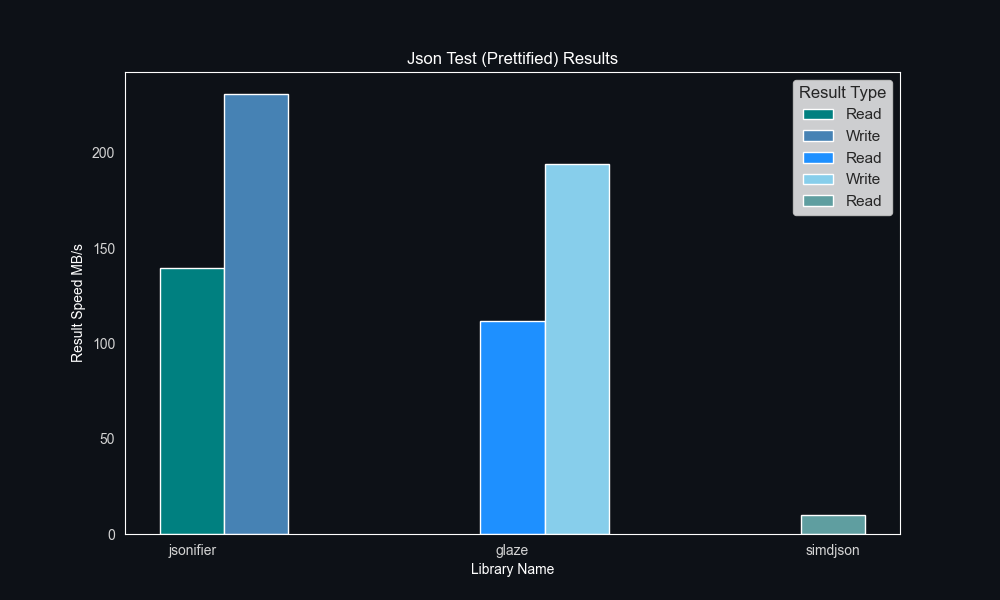 Json Test (Prettified) Results
Result Type
Read
Write
Read
Write
Read
Result Speed MB/s
200
150
100
50
0
jsonifier
glaze
simdjson
Library Name